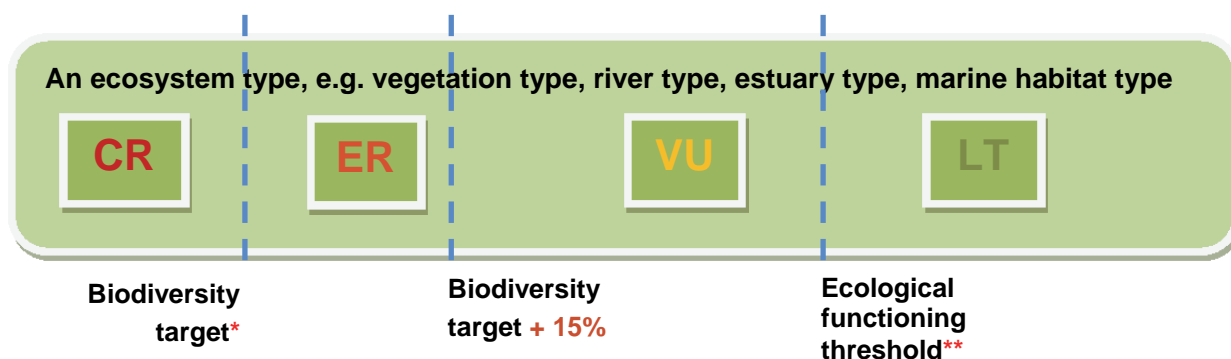 An ecosystem type, e.g. vegetation type, river type, estuary type, marine habitat type
CR
ER
VU
LT
Biodiversity
target*
Biodiversity
target + 15%
Ecological
functioning
threshold**